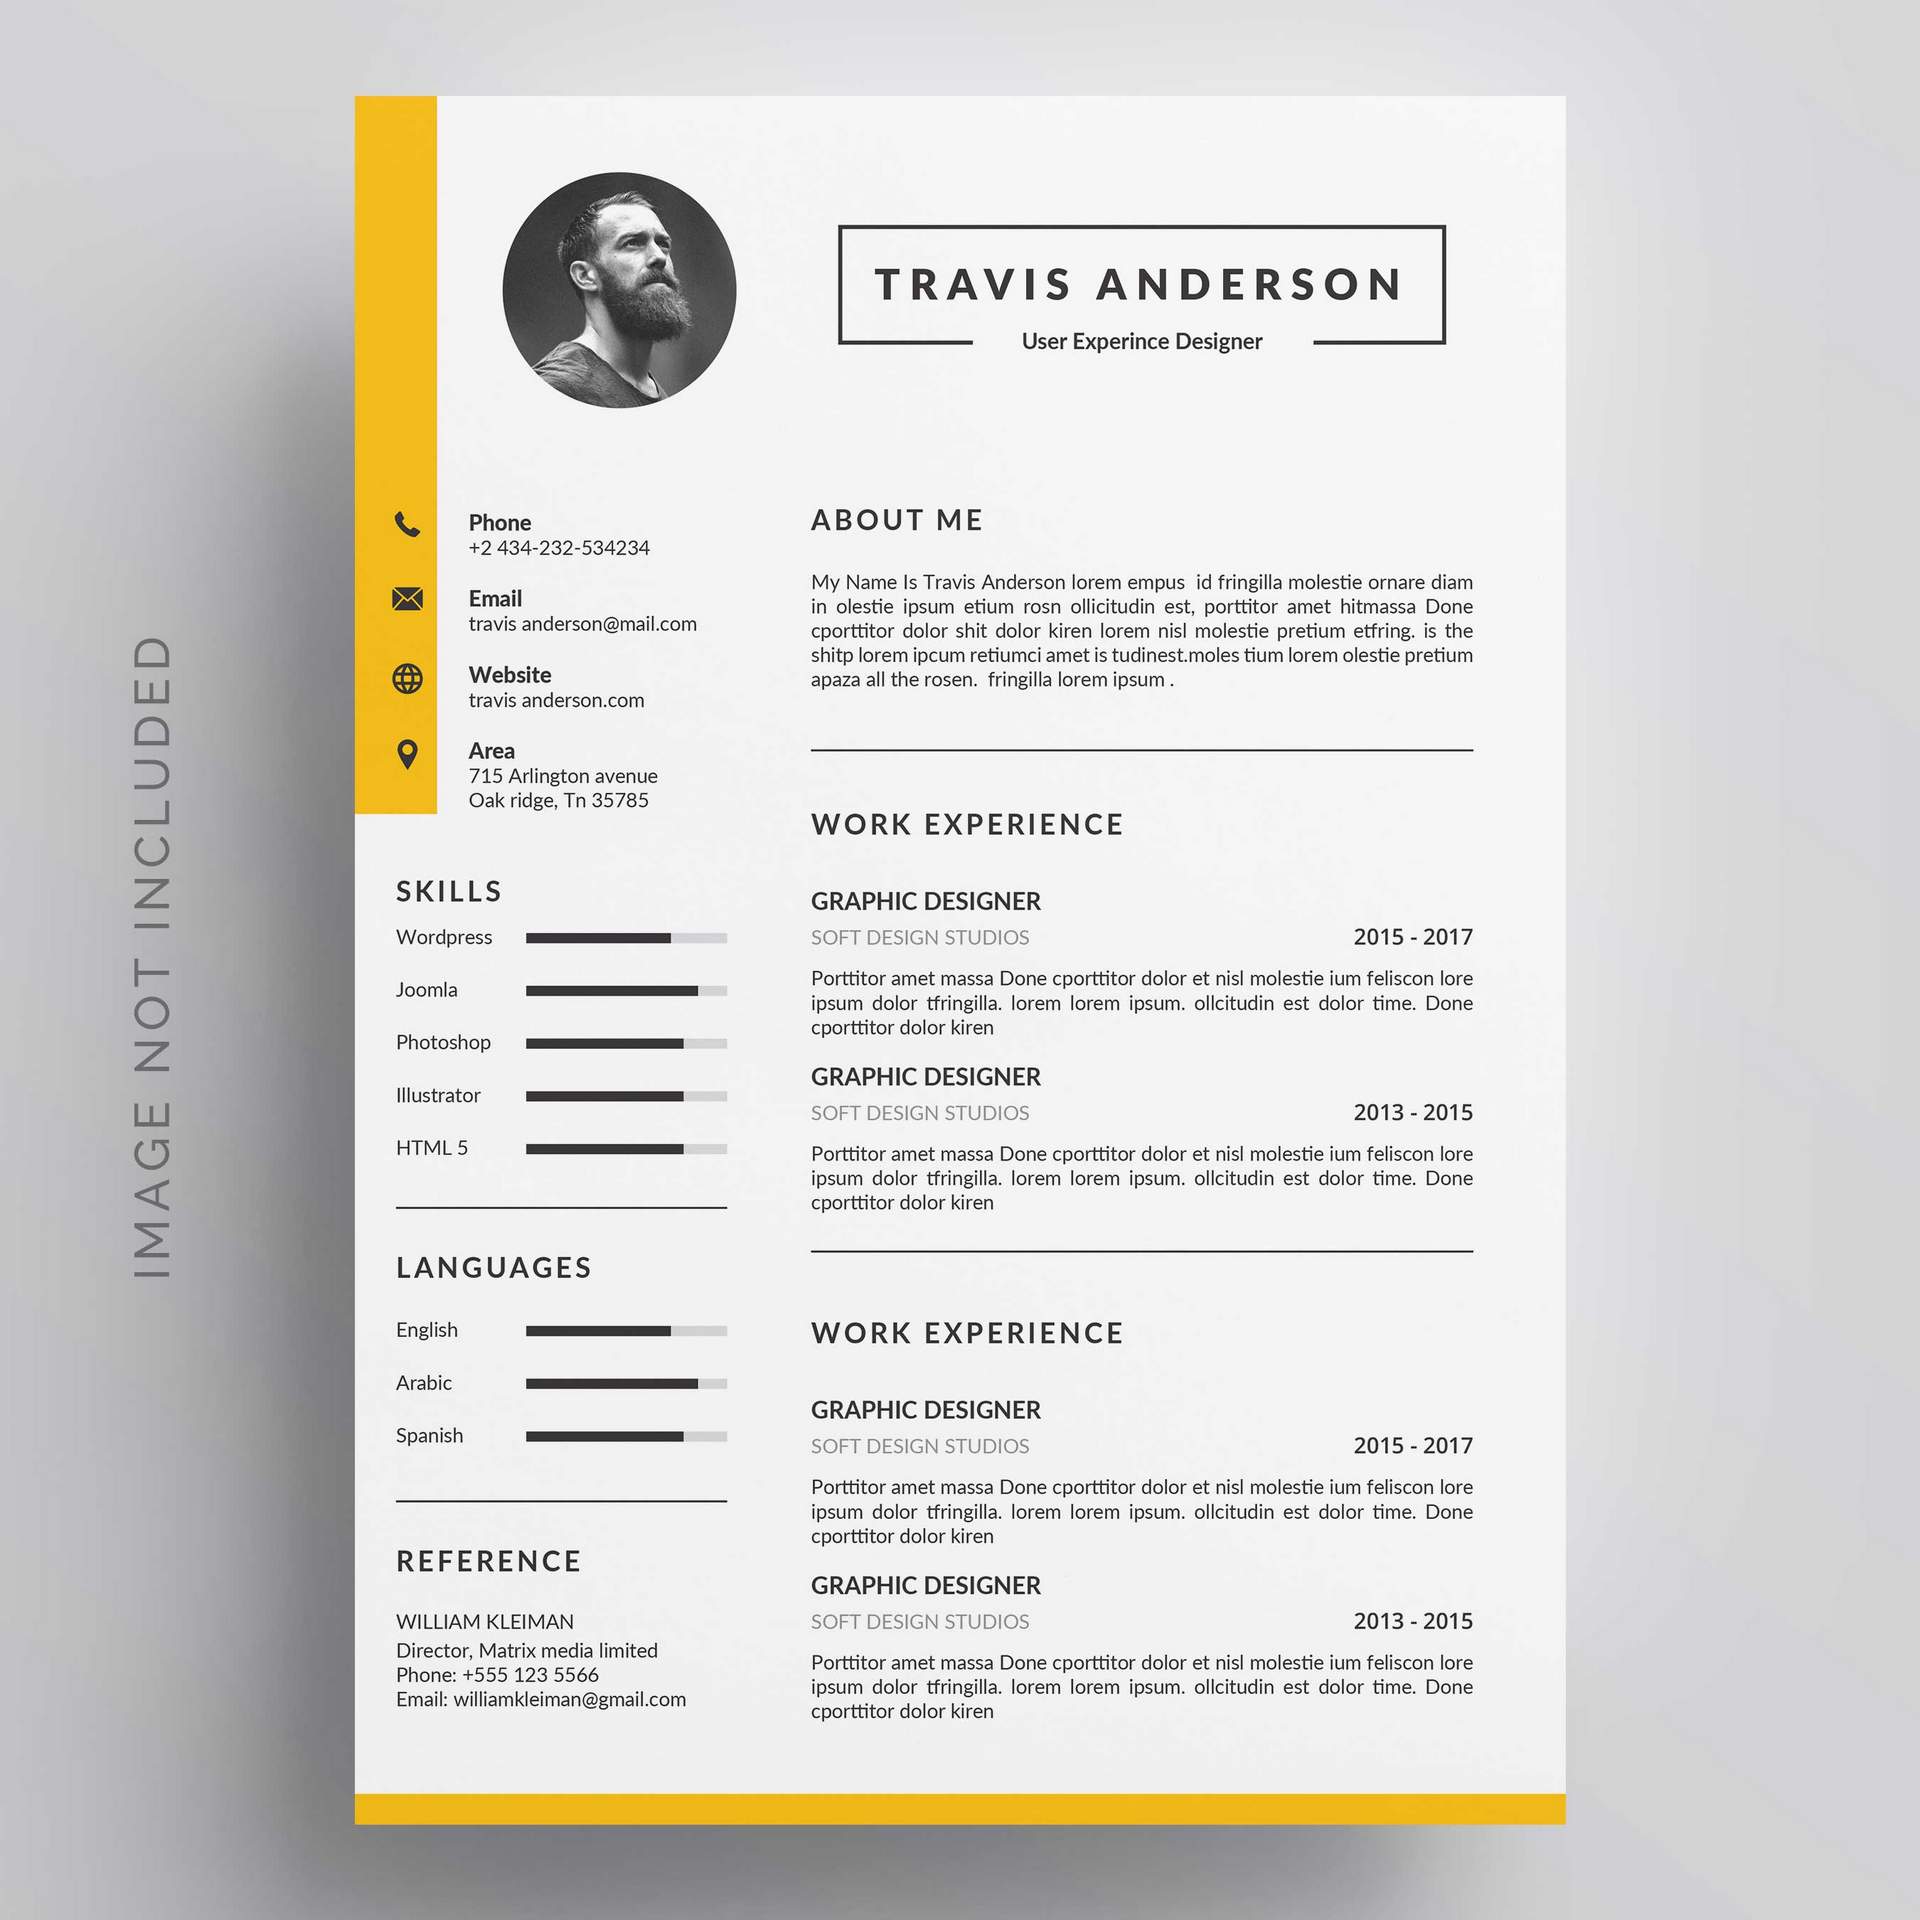 IMAGE NOT INCLUDED
TRAVIS ANDERSON
User Experince Designer
Phone
+2 434-232-534234
Email
travis anderson@mail.com
Website
travis anderson.com
Area
715 Arlington avenue
Oak ridge, Tn 35785
SKILLS
Wordpress
Joomla
Photoshop
Illustrator
HTML 5
LANGUAGES
English
Arabic
Spanish
REFERENCE
WILLIAM KLEIMAN
Director, Matrix media limited
Phone: +555 123 5566
Email: williamkleiman@gmail.com
ABOUT ME
My Name Is Travis Anderson lorem empus id fringilla molestie ornare diam
in olestie ipsum etium rosn ollicitudin est, porttitor amet hitmassa Done
cporttitor dolor shit dolor kiren lorem nisl molestie pretium etfring. is the
shitp lorem ipcum retiumci amet is tudinest.moles tium lorem olestie pretium
apaza all the rosen. fringilla lorem ipsum .
WORK EXPERIENCE
GRAPHIC DESIGNER
SOFT DESIGN STUDIOS 2015 - 2017
Porttitor amet massa Done cporttitor dolor et nisl molestie ium feliscon lore
ipsum dolor tfringilla. lorem lorem ipsum. ollcitudin est dolor time. Done
cporttitor dolor kiren
GRAPHIC DESIGNER
SOFT DESIGN STUDIOS 2013 - 2015
Porttitor amet massa Done cporttitor dolor et nisl molestie ium feliscon lore
ipsum dolor tfringilla. lorem lorem ipsum. ollcitudin est dolor time. Done
cporttitor dolor kiren
WORK EXPERIENCE
GRAPHIC DESIGNER
SOFT DESIGN STUDIOS 2015 - 2017
Porttitor amet massa Done cporttitor dolor et nisl molestie ium feliscon lore
ipsum dolor tfringilla. lorem lorem ipsum. ollcitudin est dolor time. Done
cporttitor dolor kiren
GRAPHIC DESIGNER
SOFT DESIGN STUDIOS 2013 - 2015
Porttitor amet massa Done cporttitor dolor et nisl molestie ium feliscon lore
ipsum dolor tfringilla. lorem lorem ipsum. ollcitudin est dolor time. Done
cporttitor dolor kiren